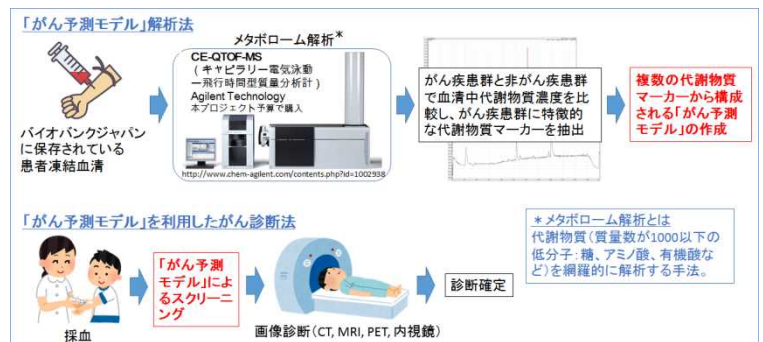 「がん予測モデル」解析法
バイオバンクジャパン
に保存されている
患者凍結血清
メタボローム解析*
CE-QTOF-MS
(キャピラリー電気泳動
ー飛行時間型質量分析計)
Agilent Technology
本プロジェクト予算で購入
http://www.chem-agilent.com/contents.php?id=1002938
がん疾患群と非がん疾患群
で血清中代謝物質濃度を比
較し、がん疾患群に特徴的
な代謝物質マーカーを抽出
複数の代謝物質
マーカーから構成
される「がん予測
モデル」の作成
「がん予測モデル」を利用したがん診断法
採血
「がん予測
モデル」によ
るスクリーニ
ング
画像診断(CT, MRI, PET, 内視鏡)
診断確定
*メタボローム解析とは
代謝物質(質量数が1000以下の
低分子:糖、アミノ酸、有機酸な
ど)を網羅的に解析する手法。